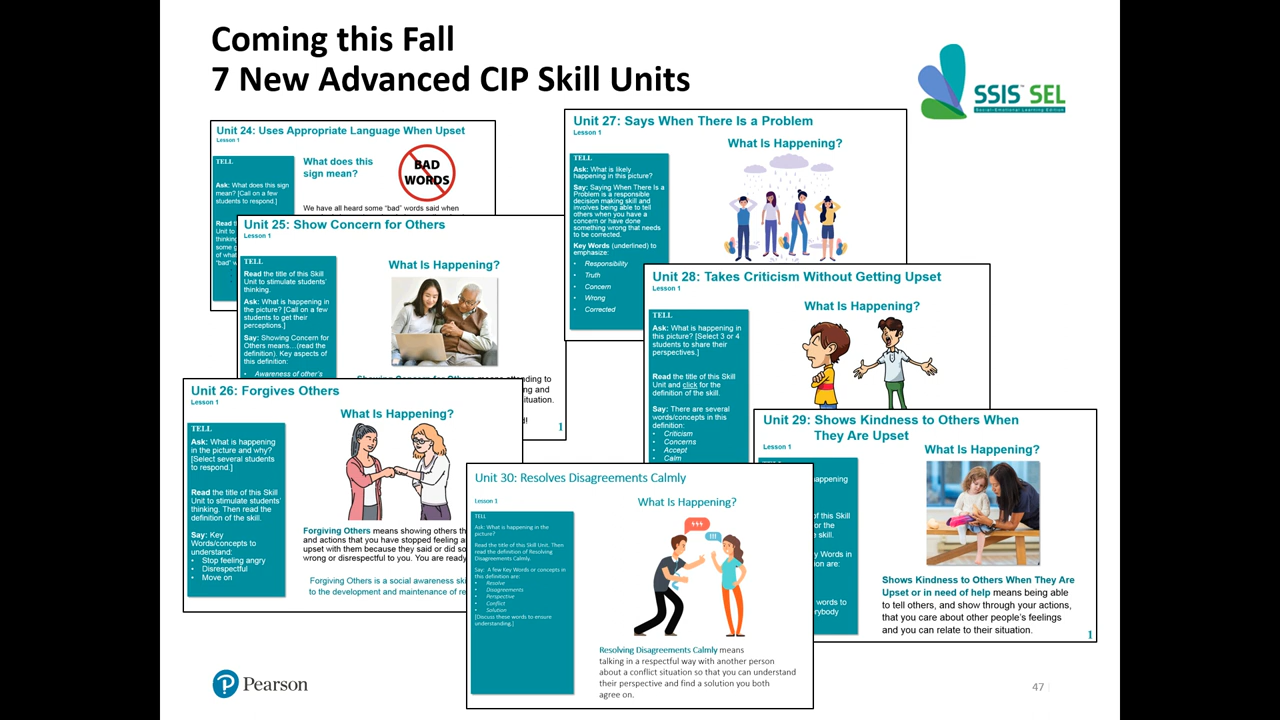 Coming this Fall
7 New Advanced CIP Skill Units
SSIS™ SEL
Social-Emotional Learning Edition
Unit 24: Uses Appropriate Language When Upset
Lesson 1
TELL
Ask: What does this
sign mean? [Call on a few
students to respond.]
What does this
sign mean?
BAD
WORDS
We have all heard some “bad” words said when
Unit 25: Show Concern for Others
Lesson 1
TELL
Read the title of this Skill
Unit to stimulate students’
thinking.
Ask: What is happening in
the picture? [Call on a few
students to get their
perceptions.]
Say: Showing Concern for
Others means…(read the
definition). Key aspects of
this definition:
• Awareness of other’s
What Is Happening?
ituation.
1
Unit 26: Forgives Others
Lesson 1
TELL
Ask: What is happening
in the picture and why?
[Select several students
to respond.]
Read the title of this Skill
Unit to stimulate students’
thinking. Then read the
definition of the skill.
Say: Key
Words/concepts to
understand:
• Stop feeling angry
• Disrespectful
• Move on
What Is Happening?
Forgiving Others means showing others th
and actions that you have stopped feeling a
upset with them because they said or did so
wrong or disrespectful to you. You are ready
Forgiving Others is a social awareness ski
to the development and maintenance of re
Unit 27: Says When There Is a Problem
Lesson 1
TELL
Ask: What is likely
happening in this picture?
Say: Saying When There Is a
Problem is a responsible
decision making skill and
involves being able to tell
others when you have a
concern or have done
something wrong that needs
to be corrected.
Key Words (underlined) to
emphasize:
• Responsibility
• Truth
• Concern
• Wrong
• Corrected
What Is Happening?
Unit 28: Takes Criticism Without Getting Upset
Lesson 1
TELL
Ask: What is happening in
this picture? [Select 3 or 4
students to share their
perspectives.]
Read the title of this Skill
Unit and click for the
definition of the skill.
Say: There are several
words/concepts in this
definition:
• Criticism
• Concerns
• Accept
• Calm
What Is Happening?
Unit 29: Shows Kindness to Others When
They Are Upset
Lesson 1
What Is Happening?
Shows Kindness to Others When They Are
Upset or in need of help means being able
to tell others, and show through your actions,
that you care about other people’s feelings
and you can relate to their situation.
1
Unit 30: Resolves Disagreements Calmly
Lesson 1
TELL
Ask: What is happening in the
picture?
Read the title of this Skill Unit. Then
read the definition of Resolving
Disagreements Calmly.
Say: A few Key Words or concepts in
this definition are:
• Resolve
• Disagreements
• Perspective
• Conflict
• Solution
[Discuss these words to ensure
understanding.]
What Is Happening?
!!!
Resolving Disagreements Calmly means
talking in a respectful way with another person
about a conflict situation so that you can understand
their perspective and find a solution you both
agree on.
Pearson
47